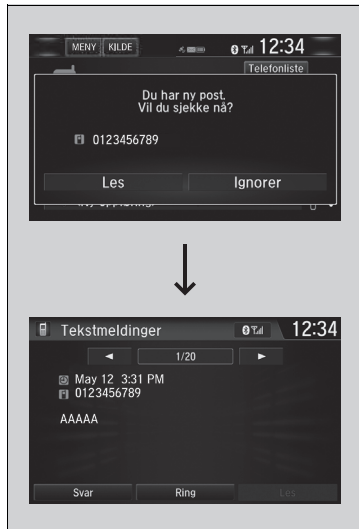 MENY KILDE 12:34
Telefonliste
Du har ny post.
Vil du sjekke nå?
0123456789
Les Ignorer
Tekstmeldinger 12:34
◄ 1/20 ►
May 12 3:31 PM
0123456789
AAAAA
Svar Ring Les